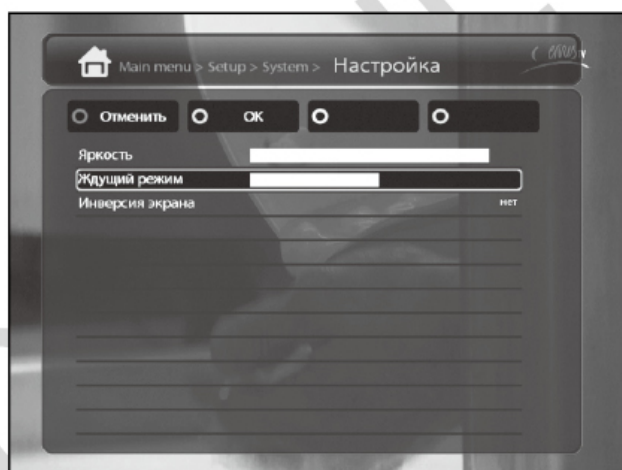 Main menu > Setup > System > Настройка
Отменить OK
Яркость
Ждущий режим
Инверсия экрана нет